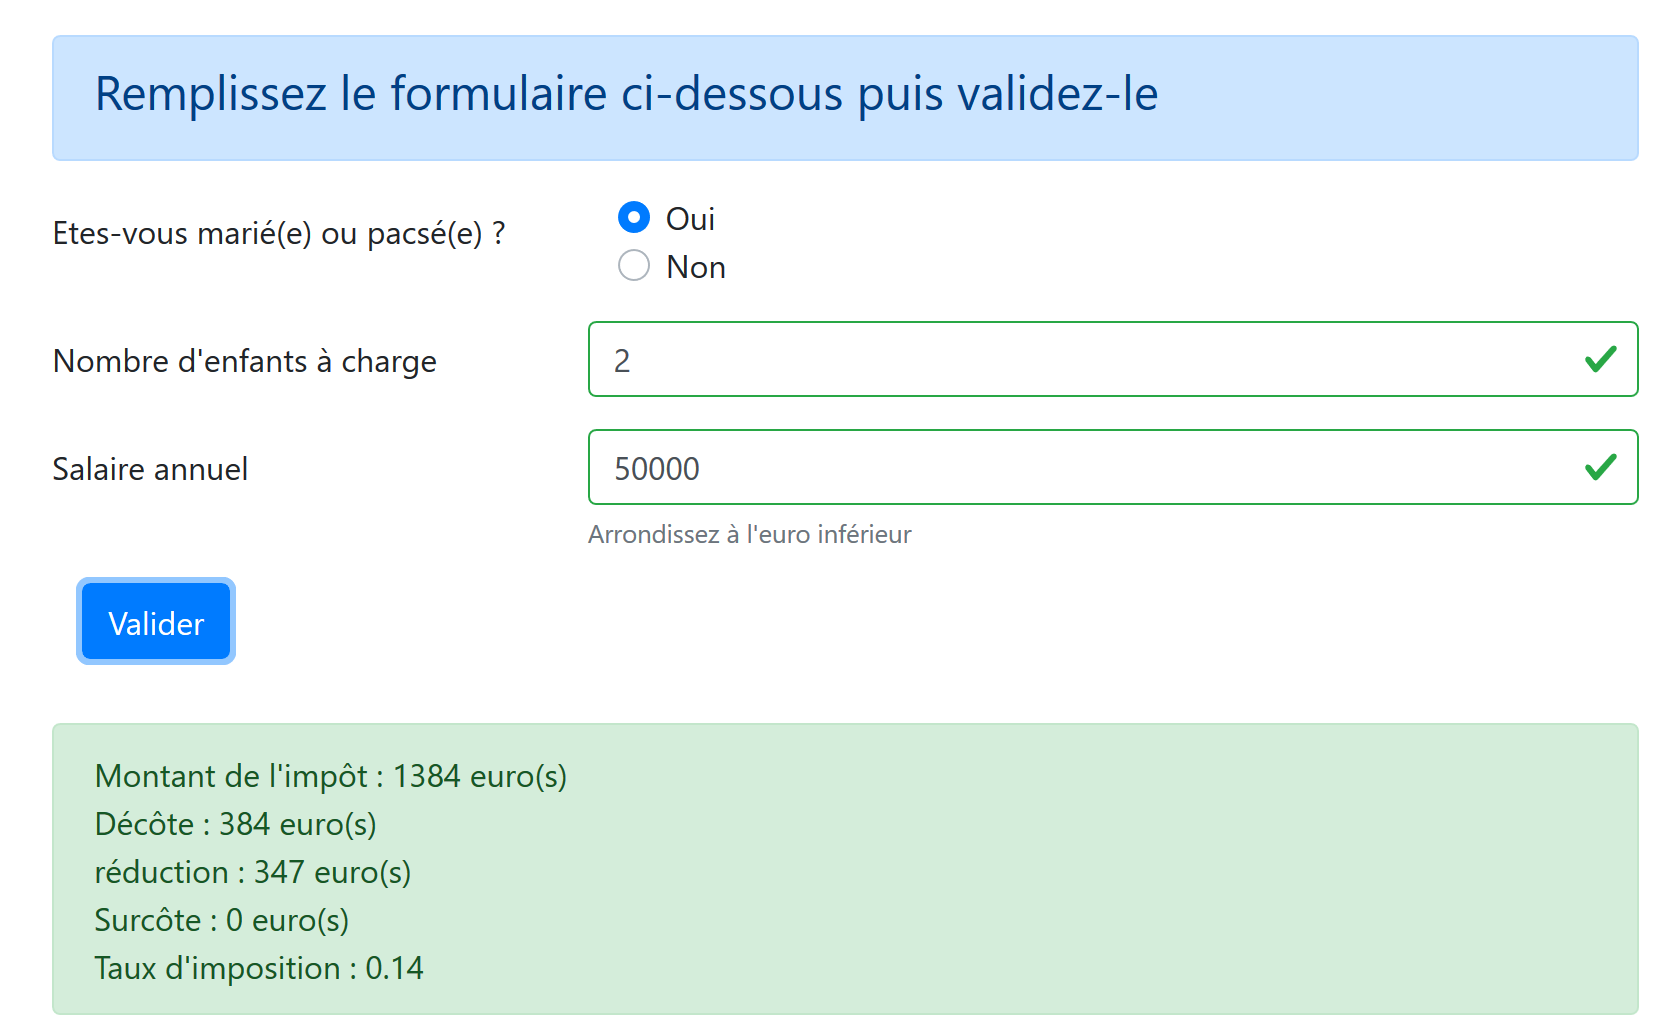 Remplissez le formulaire ci-dessous puis validez-le
Etes-vous marié(e) ou pacsé(e) ?
Oui
Non
Nombre d'enfants à charge
2
Salaire annuel
50000
Arrondissez à l'euro inférieur
Valider
Montant de l'impôt : 1384 euro(s)
Décôte : 384 euro(s)
réduction : 347 euro(s)
Surcôte : 0 euro(s)
Taux d'imposition : 0.14